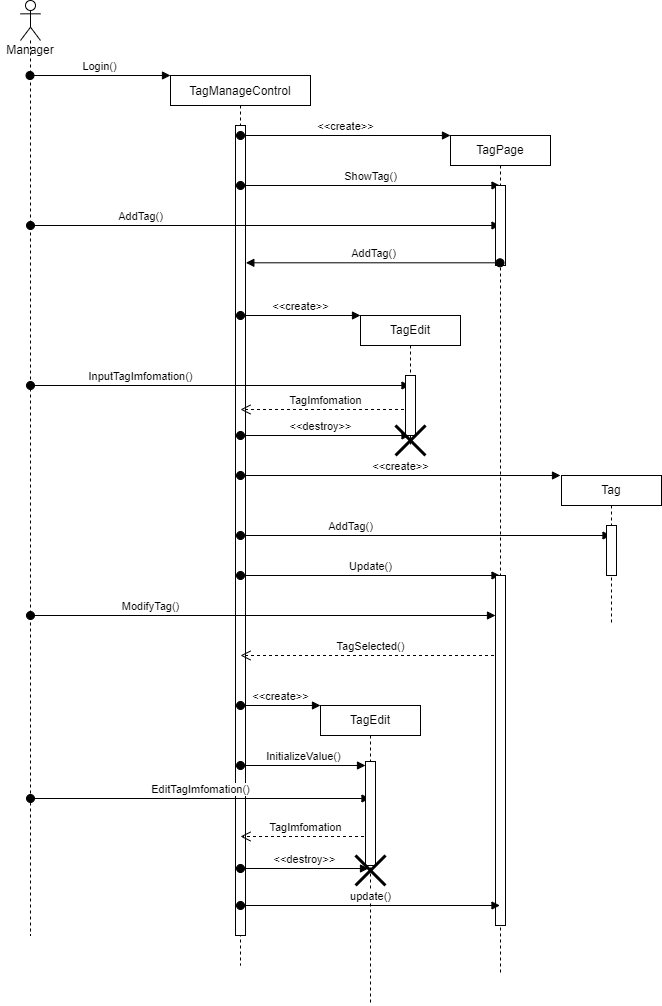 Manager
Login()
TagManageControl
<<create>>
TagPage
ShowTag()
AddTag()
AddTag()
<<create>>
TagEdit
InputTagImfomation()
TagImfomation
<<destroy>>
<<create>>
Tag
AddTag()
Update()
ModifyTag()
TagSelected()
<<create>>
TagEdit
InitializeValue()
EditTagImfomation()
TagImfomation
<<destroy>>
update()